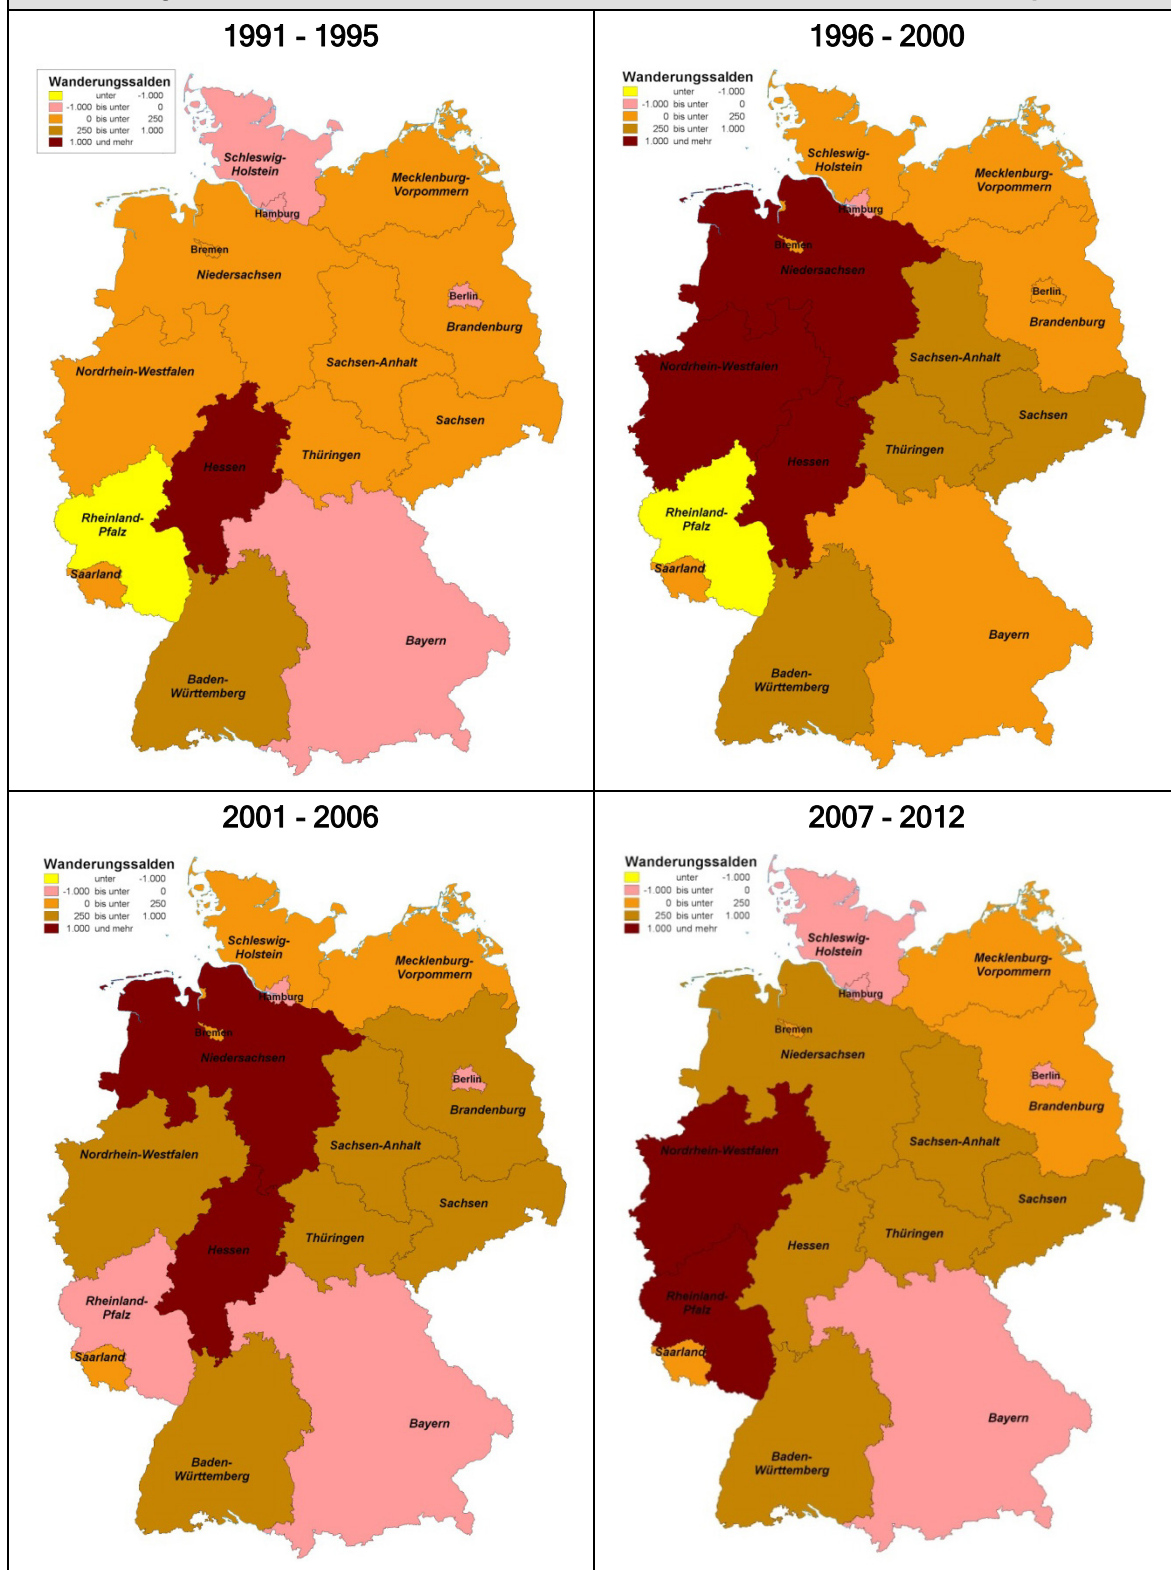 1991 - 1995
Wanderungssalden
unter -1.000
-1.000 bis unter 0
0 bis unter 250
250 bis unter 1.000
1.000 und mehr
Schleswig-
Holstein
Mecklenburg-
Vorpommern
Hamburg
Bremen
Niedersachsen
Berlin
Brandenburg
Sachsen-Anhalt
Nordrhein-Westfalen
Sachsen
Thüringen
Hessen
Rheinland-
Pfalz
Saarland
Bayern
Baden-
Württemberg
1996 - 2000
Wanderungssalden
unter -1.000
-1.000 bis unter 0
0 bis unter 250
250 bis unter 1.000
1.000 und mehr
Schleswig-
Holstein
Mecklenburg-
Vorpommern
Hamburg
Bremen
Niedersachsen
Berlin
Brandenburg
Sachsen-Anhalt
Nordrhein-Westfalen
Sachsen
Thüringen
Hessen
Rheinland-
Pfalz
Saarland
Bayern
Baden-
Württemberg
2001 - 2006
Wanderungssalden
unter -1.000
-1.000 bis unter 0
0 bis unter 250
250 bis unter 1.000
1.000 und mehr
Schleswig-
Holstein
Mecklenburg-
Vorpommern
Hamburg
Bremen
Niedersachsen
Berlin
Brandenburg
Sachsen-Anhalt
Nordrhein-Westfalen
Sachsen
Thüringen
Hessen
Rheinland-
Pfalz
Saarland
Bayern
Baden-
Württemberg
2007 - 2012
Wanderungssalden
unter -1.000
-1.000 bis unter 0
0 bis unter 250
250 bis unter 1.000
1.000 und mehr
Schleswig-
Holstein
Mecklenburg-
Vorpommern
Hamburg
Bremen
Niedersachsen
Berlin
Brandenburg
Sachsen-Anhalt
Nordrhein-Westfalen
Sachsen
Thüringen
Hessen
Rheinland-
Pfalz
Saarland
Bayern
Baden-
Württemberg